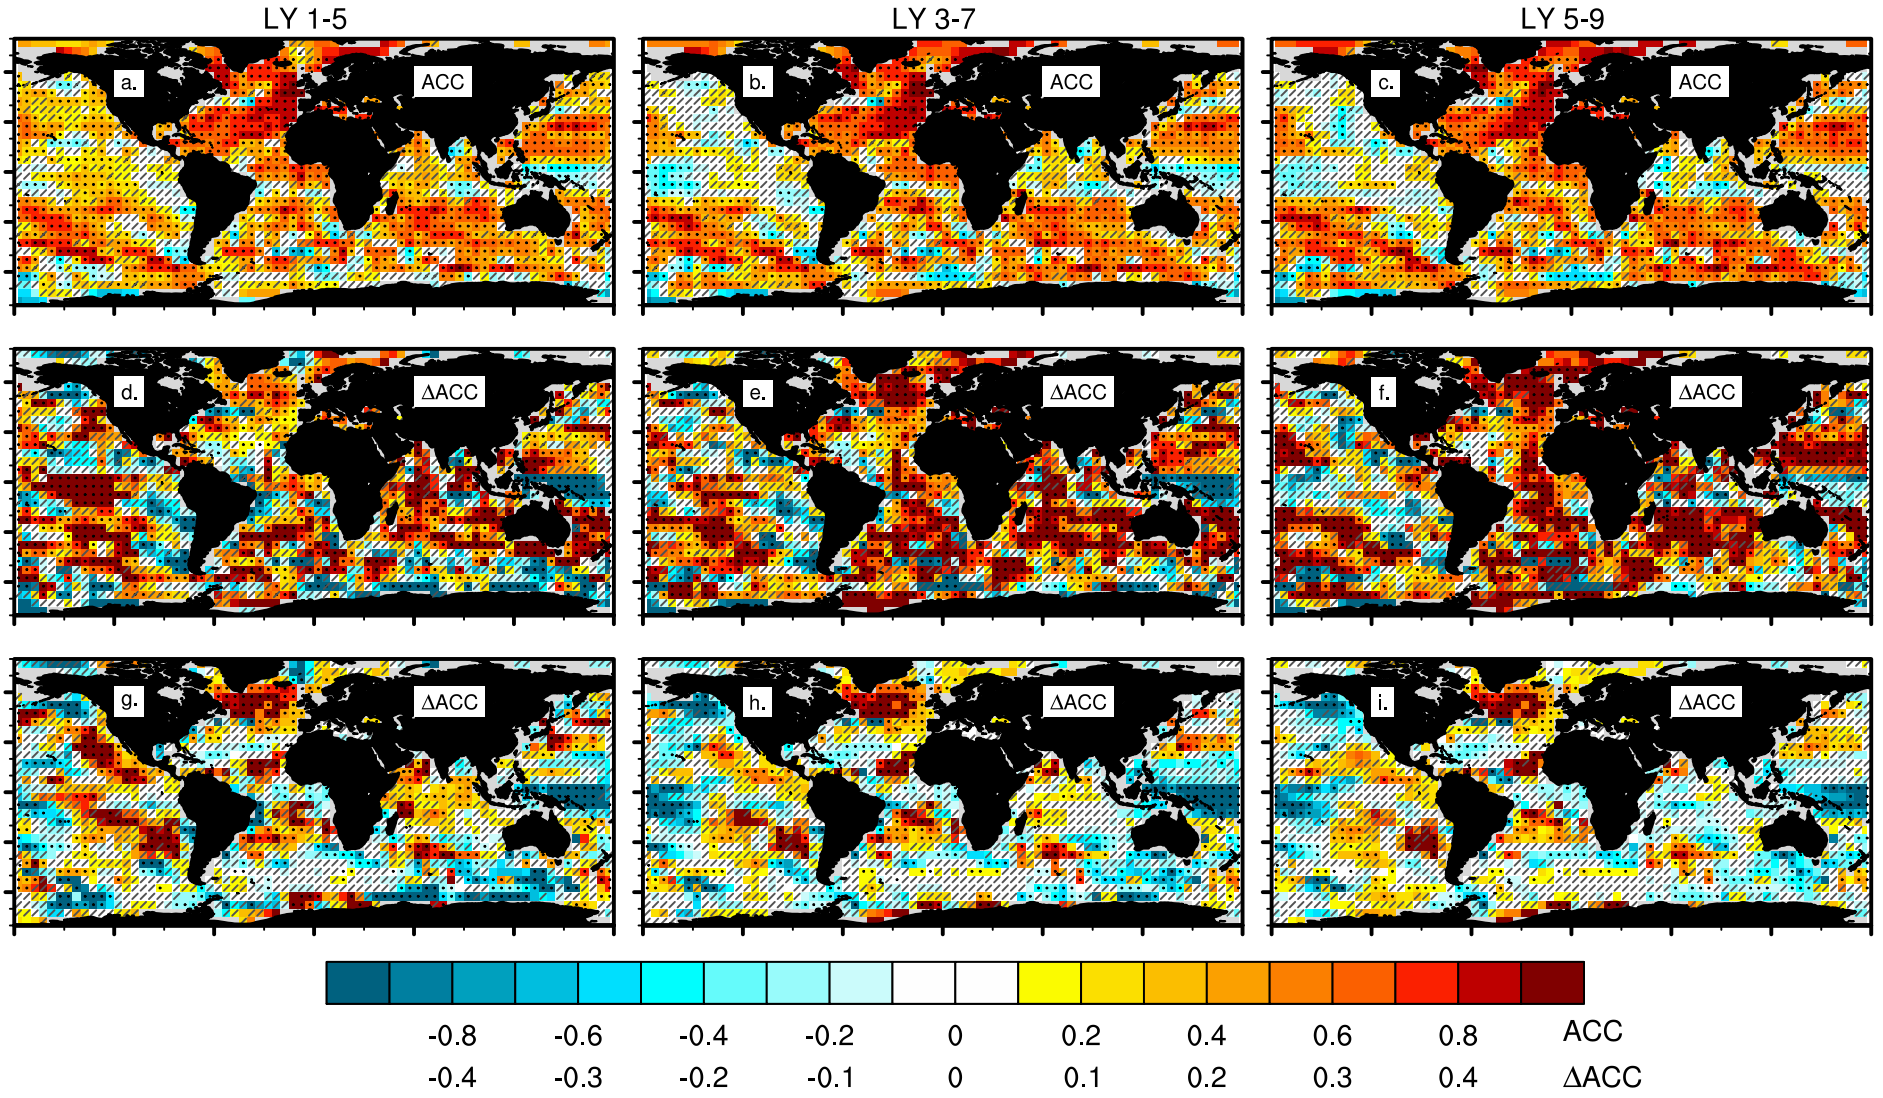 LY 1-5 LY 3-7 LY 5-9
a. ACC b. ACC c. ACC
d. ΔACC e. ΔACC f. ΔACC
g. ΔACC h. ΔACC i. ΔACC
-0.8 -0.6 -0.4 -0.2 0 0.2 0.4 0.6 0.8 ACC
-0.4 -0.3 -0.2 -0.1 0 0.1 0.2 0.3 0.4 ΔACC